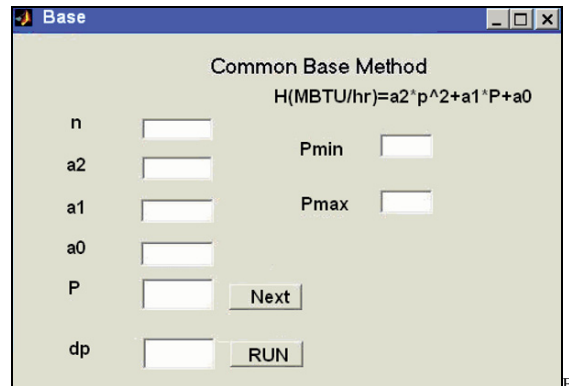 Base
Common Base Method
H(MBTU/hr)=a2*p^2+a1*P+a0
n
Pmin
a2
a1
Pmax
a0
P
Next
dp
RUN